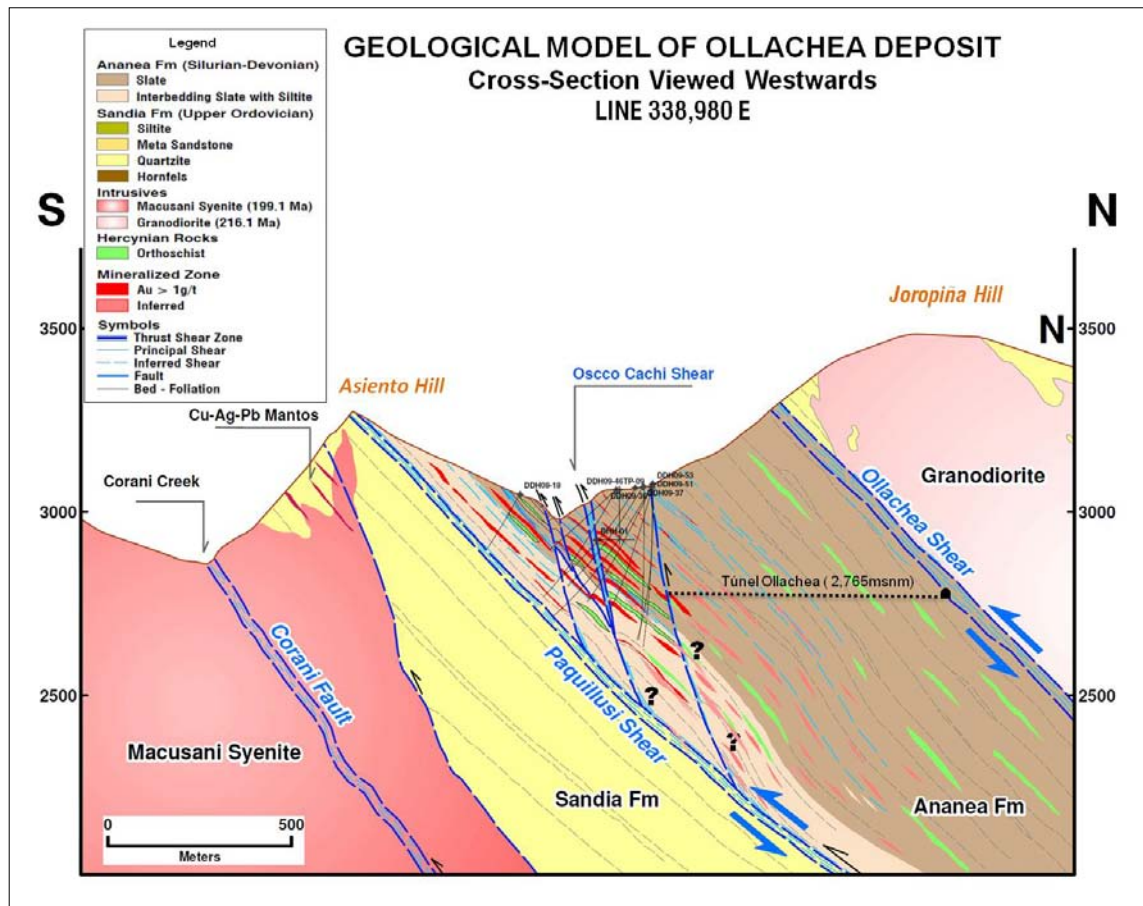 GEOLOGICAL MODEL OF OLLACHEA DEPOSIT
Cross-Section Viewed Westwards
LINE 338,980 E
Legend
Ananea Fm (Silurian-Devonian)
Slate
Interbedding Slate with Siltite
Sandia Fm (Upper Ordovician)
Siltite
Meta Sandstone
Quartzite
Hornfels
Intrusives
Macusani Syenite (199.1 Ma)
Granodiorite (216.1 Ma)
Hercynian Rocks
Orthoschist
Mineralized Zone
Au > 1g/t
Inferred
Symbols
Thrust Shear Zone
Principal Shear
Inferred Shear
Fault
Bed - Foliation
S
N
Joropiña Hill
3500
N
3500
Asiento Hill
Oscco Cachi Shear
Cu-Ag-Pb Mantos
Corani Creek
DDH09-19
DDH09-46
TP-09
DDH09-53
DDH09-51
DDH09-37
Granodiorite
3000
3000
Ollachea Shear
Túnel Ollachea ( 2,765msnm)
Corani Fault
Paquillusi Shear
?
?
?
2500
2500
Macusani Syenite
Sandia Fm
Ananea Fm
0
500
Meters